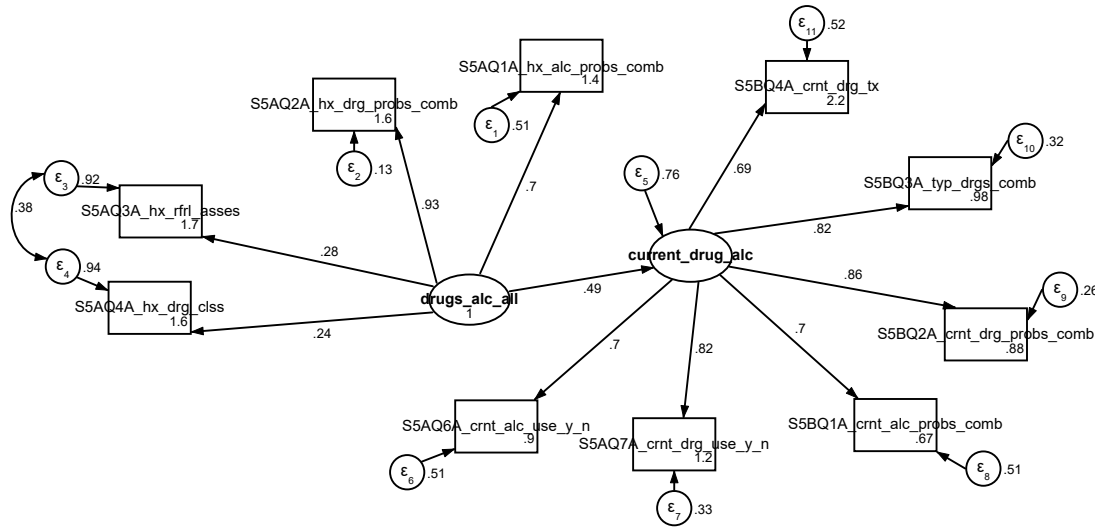 ε11 .52
S5BQ4A_crnt_drg_tx
2.2
S5AQ1A_hx_alc_probs_comb
1.4
S5AQ2A_hx_drg_probs_comb
1.6
ε1 .51
ε2 .13
ε10 .32
S5BQ3A_typ_drgs_comb
.98
ε5 .76
.69
.7
.93
.82
ε3 .92
S5AQ3A_hx_rfrl_asses
1.7
.38
.28
current_drug_alc
ε4 .94
S5AQ4A_hx_drg_clss
1.6
.24
drugs_alc_all
1
.49
.86
ε9 .26
S5BQ2A_crnt_drg_probs_comb
.88
.7
.82
.7
S5AQ6A_crnt_alc_use_y_n
.9
ε6 .51
S5AQ7A_crnt_drg_use_y_n
1.2
ε7 .33
S5BQ1A_crnt_alc_probs_comb
.67
ε8 .51